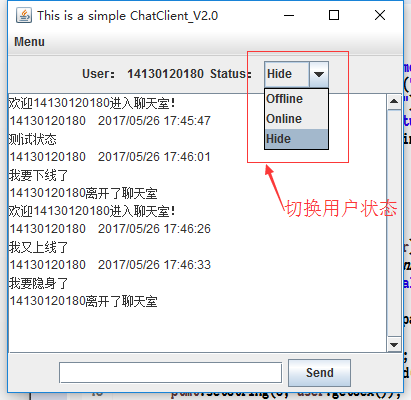 This is a simple ChatClient_V2.0
Menu
User: 14130120180 Status: Hide
Offline
Online
Hide
欢迎14130120180进入聊天室!
14130120180 2017/05/26 17:45:47
测试状态
14130120180 2017/05/26 17:46:01
我要下线了
14130120180离开了聊天室
欢迎14130120180进入聊天室!
14130120180 2017/05/26 17:46:26
我又上线了
14130120180 2017/05/26 17:46:33
我要隐身了
14130120180离开了聊天室
切换用户状态
Send